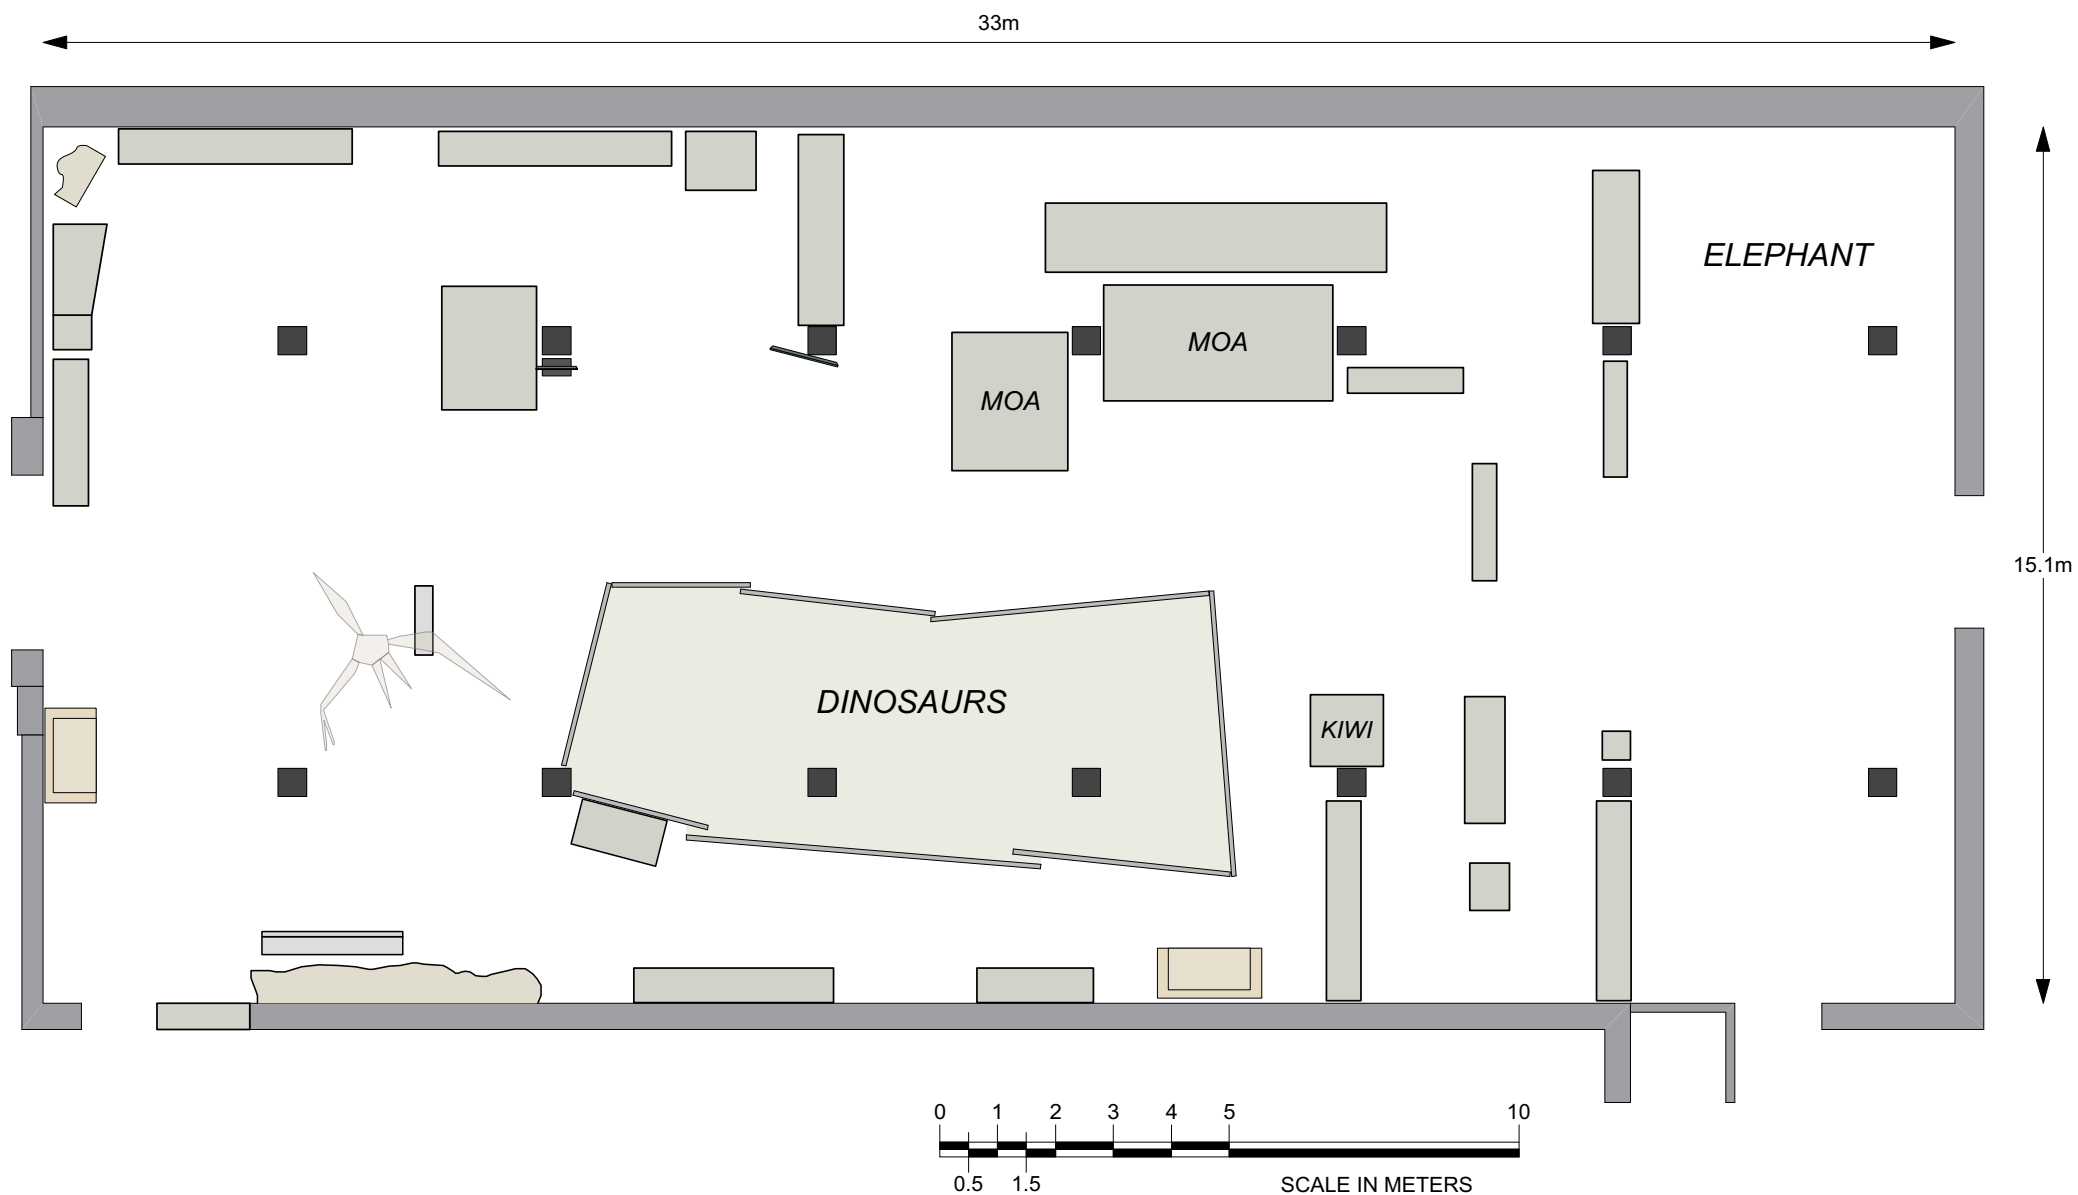 33m
ELEPHANT
MOA
MOA
15.1m
DINOSAURS
KIWI
0 1 2 3 4 5 10
0.5 1.5 SCALE IN METERS